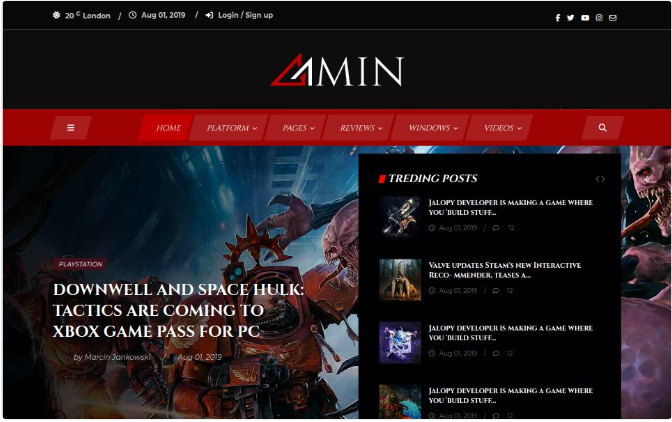 20 C London / Aug 01, 2019 / Login / Sign up
AMIN
HOME PLATFORM PAGES REVIEWS WINDOWS VIDEOS
PLAYSTATION
DOWNWELL AND SPACE HULK:
TACTICS ARE COMING TO
XBOX GAME PASS FOR PC
by Marcin Jankowski / Aug 01, 2019
TREDING POSTS
JALOPY DEVELOPER IS MAKING A GAME WHERE
YOU 'BUILD STUFF...
Aug 01, 2019 / 12
VALVE UPDATES STEAM'S NEW INTERACTIVE
RECO- MMENDER, TEASES A...
Aug 01, 2019 / 12
JALOPY DEVELOPER IS MAKING A GAME WHERE
YOU 'BUILD STUFF...
Aug 01, 2019 / 12
JALOPY DEVELOPER IS MAKING A GAME WHERE
YOU 'BUILD STUFF...
Aug 01, 2019 / 12